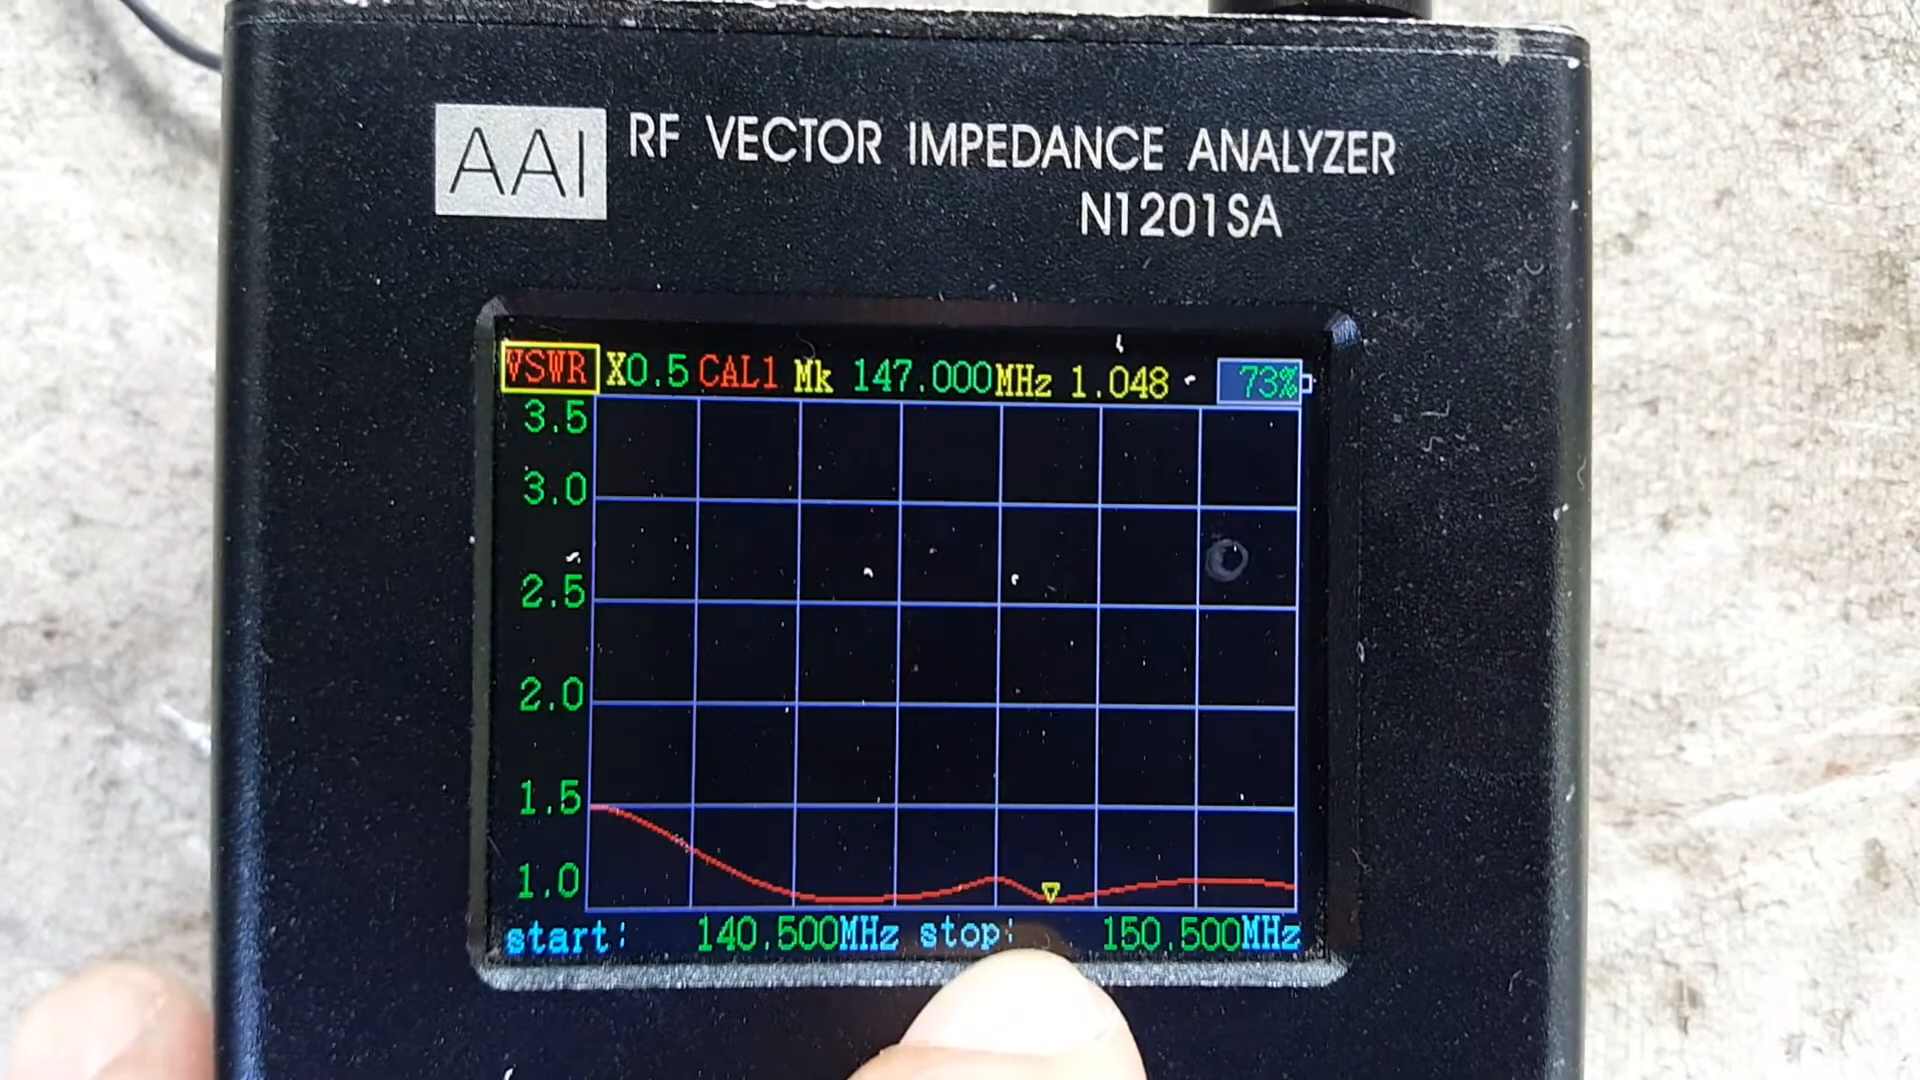 AAI RF VECTOR IMPEDANCE ANALYZER
N1201SA
VSWR X0.5 CAL1 Mk 147.000MHz 1.048 73%
3.5
3.0
2.5
2.0
1.5
1.0
start: 140.500MHz stop: 150.500MHz